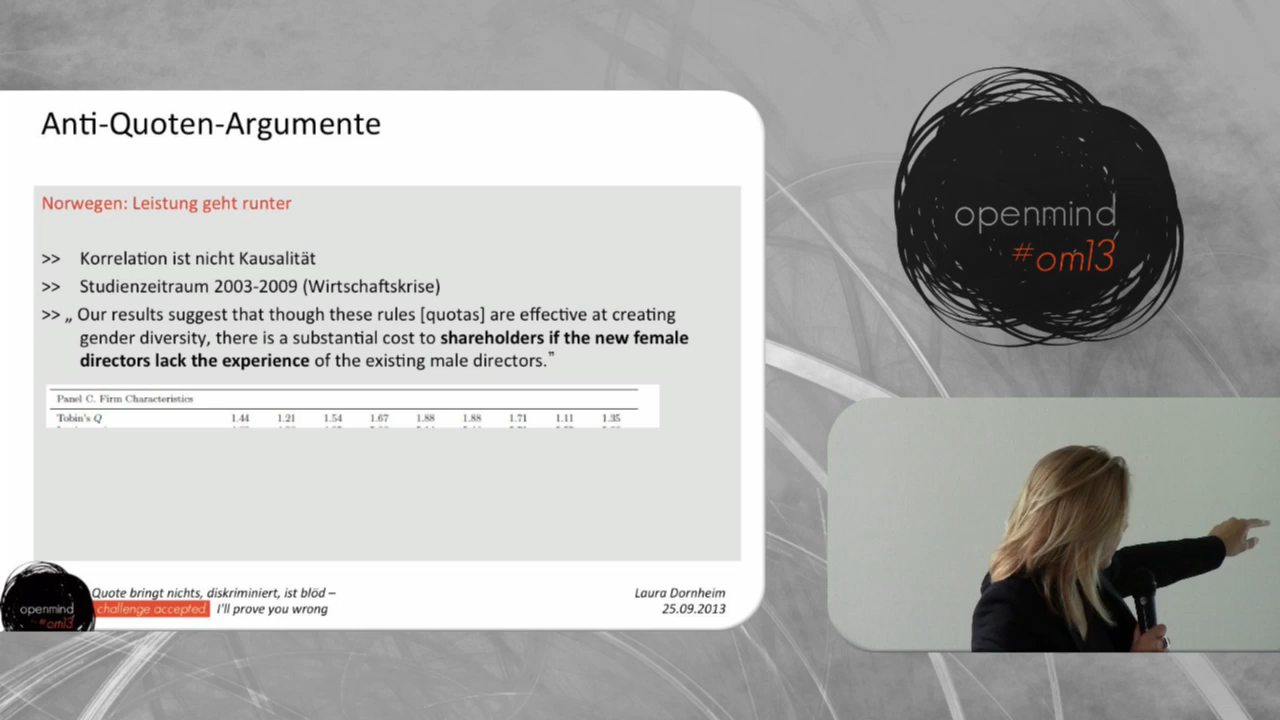 Anti-Quoten-Argumente
Norwegen: Leistung geht runter
>> Korrelation ist nicht Kausalität
>> Studienzeitraum 2003-2009 (Wirtschaftskrise)
>> „ Our results suggest that though these rules [quotas] are effective at creating
gender diversity, there is a substantial cost to shareholders if the new female
directors lack the experience of the existing male directors."
Panel C. Firm Characteristics
Tobin's Q 1.44 1.21 1.54 1.67 1.88 1.88 1.71 1.11 1.35
Quote bringt nichts, diskriminiert, ist blöd –
challenge accepted I'll prove you wrong
Laura Dornheim
25.09.2013
openmind
#om13
openmind
#om13